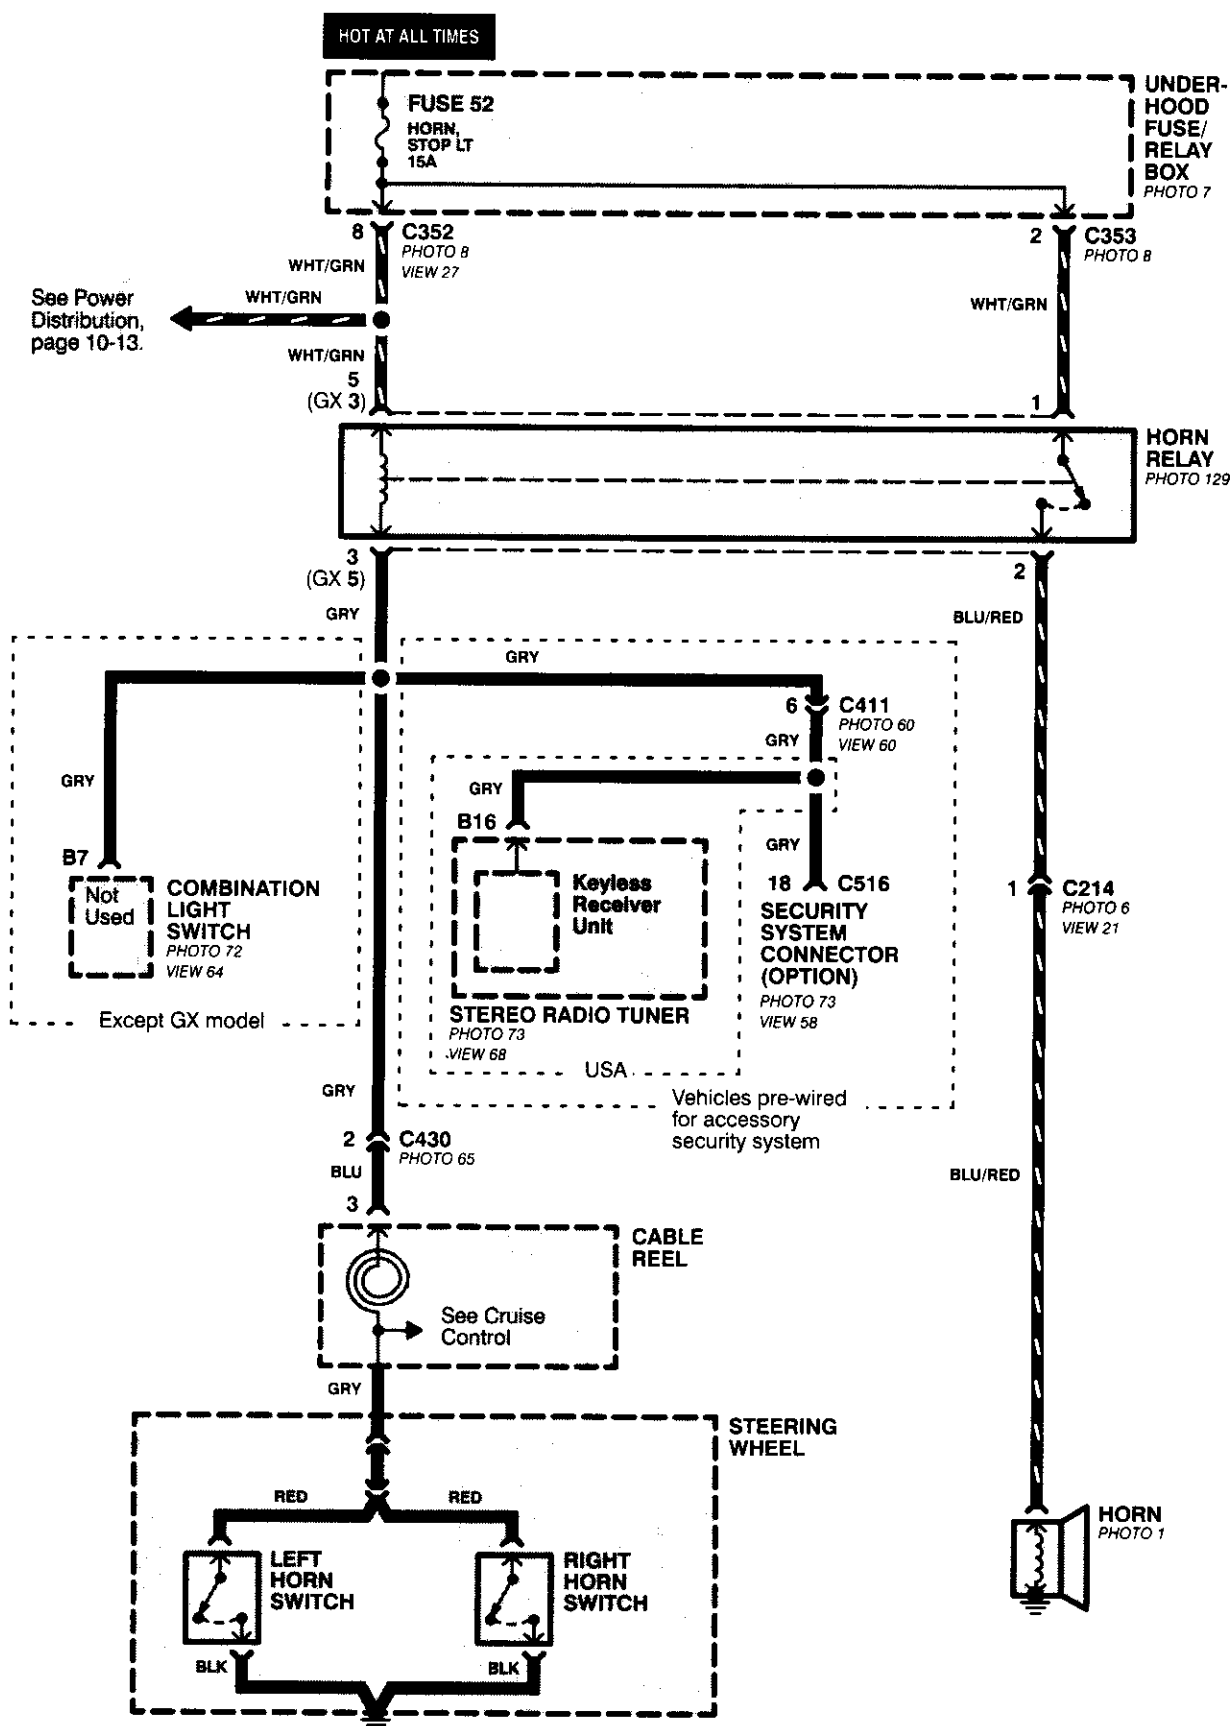 HOT AT ALL TIMES
FUSE 52
HORN,
STOP LT
15A
UNDER-
HOOD
FUSE/
RELAY
BOX
PHOTO 7
8
C352
PHOTO 8
VIEW 27
2
C353
PHOTO 8
WHT/GRN
WHT/GRN
See Power
Distribution,
page 10-13.
WHT/GRN
WHT/GRN
5
(GX 3)
1
HORN
RELAY
PHOTO 129
3
(GX 5)
2
GRY
BLU/RED
GRY
6
C411
PHOTO 60
VIEW 60
GRY
GRY
GRY
B16
GRY
B7
Not
Used
COMBINATION
LIGHT
SWITCH
PHOTO 72
VIEW 64
Keyless
Receiver
Unit
18
C516
SECURITY
SYSTEM
CONNECTOR
(OPTION)
PHOTO 73
VIEW 58
1
C214
PHOTO 6
VIEW 21
Except GX model
STEREO RADIO TUNER
PHOTO 73
VIEW 68
USA
GRY
Vehicles pre-wired
for accessory
security system
2
C430
PHOTO 65
BLU
BLU/RED
3
CABLE
REEL
See Cruise
Control
GRY
STEERING
WHEEL
RED
RED
LEFT
HORN
SWITCH
RIGHT
HORN
SWITCH
HORN
PHOTO 1
BLK
BLK